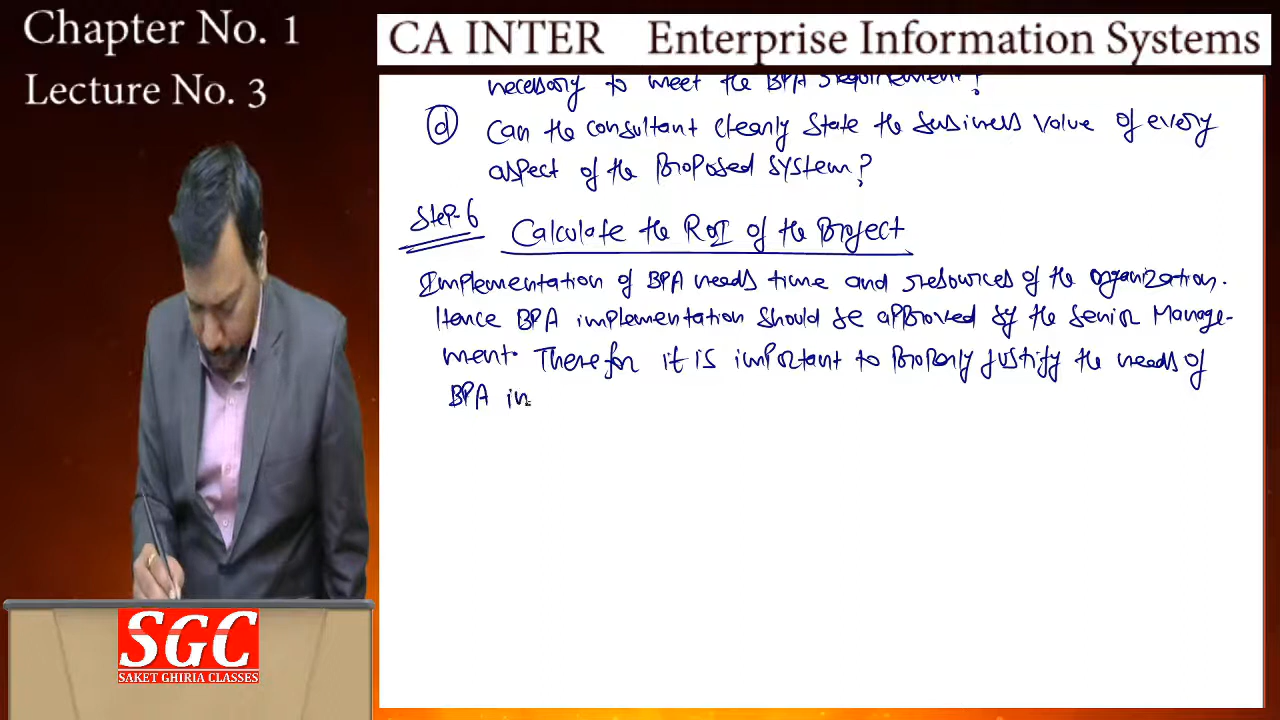 Chapter No. 1
Lecture No. 3
CA INTER Enterprise Information Systems
necessary to meet the BPA requirement?
(d) Can the consultant clearly state the business value of every
aspect of the Proposed system?
Step-6 Calculate the ROI of the Project
Implementation of BPA needs time and resources of the organization.
Hence BPA implementation should be approved by the Senior Manage-
ment. Therefor it is important to Properly justify the needs of
BPA in
SGC
SAKET GHIRIA CLASSES